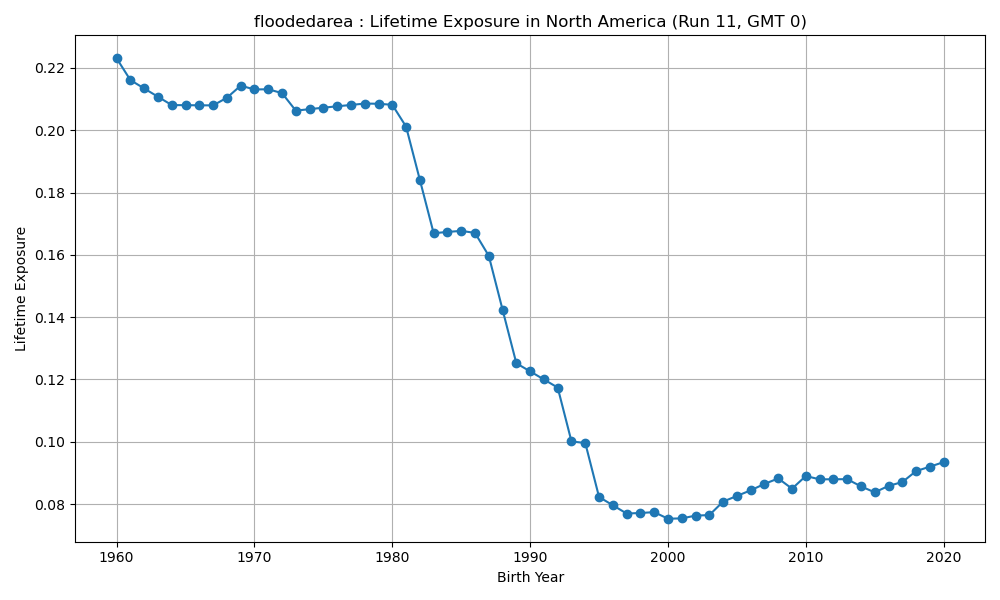 floodedarea : Lifetime Exposure in North America (Run 11, GMT 0)
Lifetime Exposure
0.22
0.20
0.18
0.16
0.14
0.12
0.10
0.08
1960 1970 1980 1990 2000 2010 2020
Birth Year